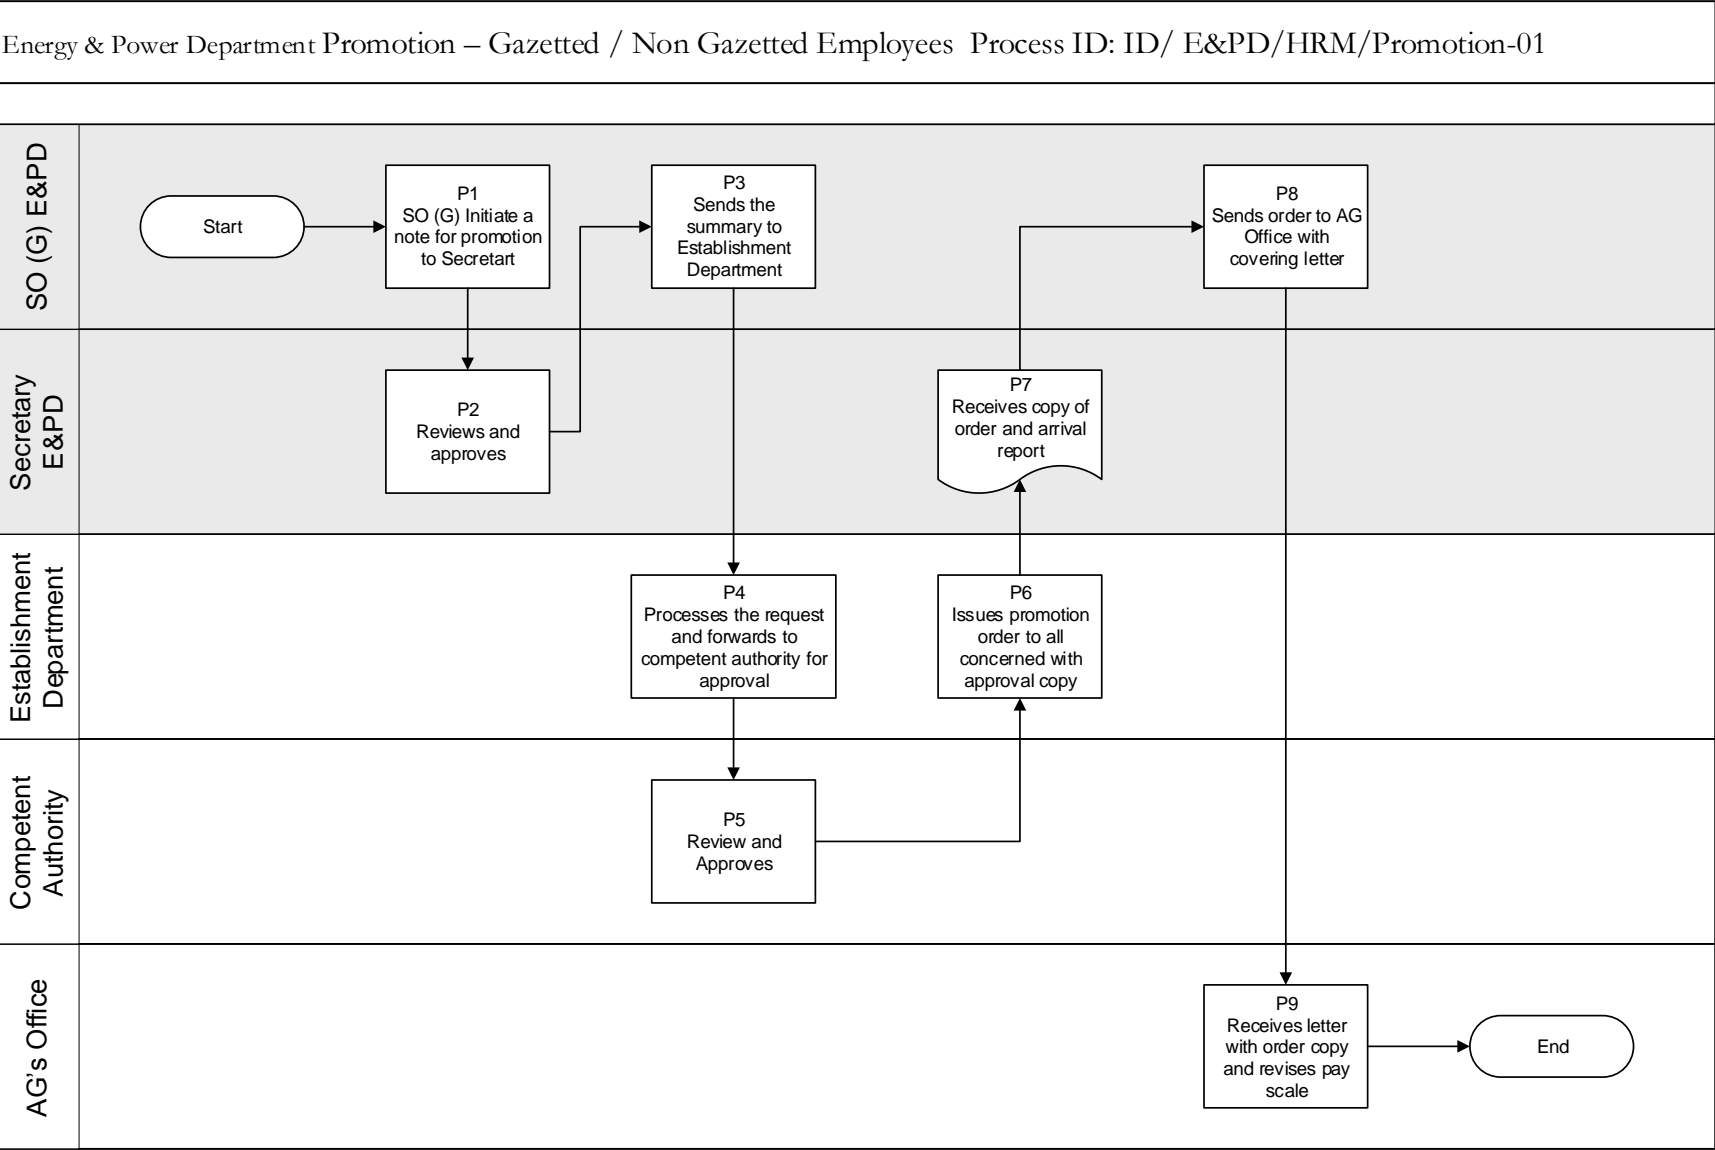 Energy & Power Department Promotion – Gazetted / Non Gazetted Employees Process ID: ID/ E&PD/HRM/Promotion-01
SO (G) E&PD
Start
P1
SO (G) Initiate a
note for promotion
to Secretart
P3
Sends the
summary to
Establishment
Department
P8
Sends order to AG
Office with
covering letter
Secretary
E&PD
P2
Reviews and
approves
P7
Receives copy of
order and arrival
report
Establishment
Department
P4
Processes the request
and forwards to
competent authority for
approval
P6
Issues promotion
order to all
concerned with
approval copy
Competent
Authority
P5
Review and
Approves
AG's Office
P9
Receives letter
with order copy
and revises pay
scale
End